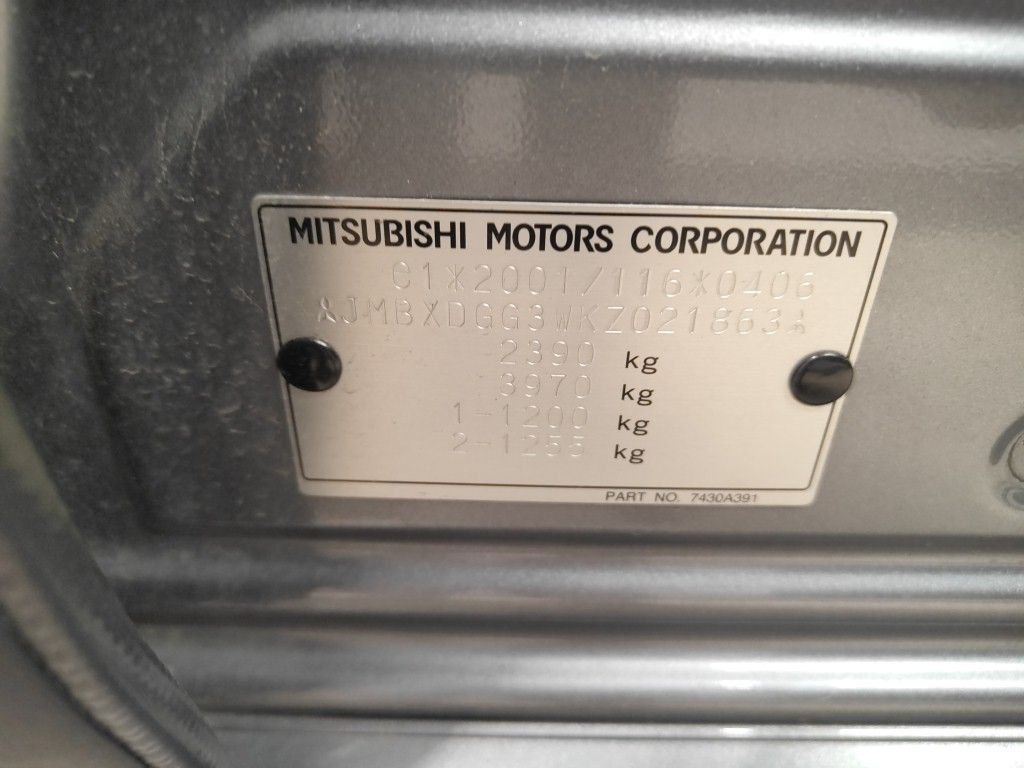 MITSUBISHI MOTORS CORPORATION
C1*2001/116*0406
*JMBXDGG3WKZ021863*
2390 kg
3970 kg
1-1200 kg
2-1255 kg
PART NO. 7430A391